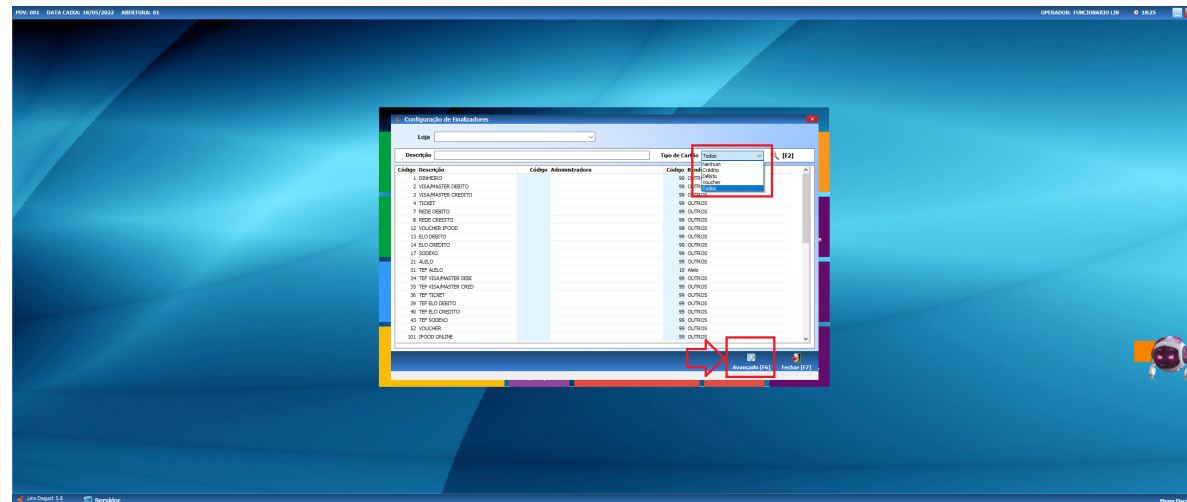 PDV: 001 DATA CAIXA: 18/05/2022 ABERTURA: 01 OPERADOR: FUNCIONARIO LIN 18:25
Configuração de Finalizadores
Loja
Descrição Tipo de Cartão Todos [F2]
Nenhun
Crédito
Débito
Voucher
Todos
Código Descrição Código Administradora Código
1 DINHEIRO 99
2 VISA/MASTER DEBITO 99
3 VISA/MASTER CREDITO 99 OUTROS
4 TICKET 99 OUTROS
7 REDE DEBITO 99 OUTROS
8 REDE CREDITO 99 OUTROS
12 VOUCHER IFOOD 99 OUTROS
13 ELO DEBITO 99 OUTROS
14 ELO CREDITO 99 OUTROS
17 SODEXO 99 OUTROS
21 ALELO 99 OUTROS
31 TEF ALELO 10 Alelo
34 TEF VISA/MASTER DEBI 99 OUTROS
35 TEF VISA/MASTER CRED 99 OUTROS
36 TEF TICKET 99 OUTROS
39 TEF ELO DEBITO 99 OUTROS
40 TEF ELO CREDITO 99 OUTROS
43 TEF SODEXO 99 OUTROS
52 VOUCHER 99 OUTROS
101 IFOOD ONLINE 99 OUTROS
Avançado [F6] Fechar [F7]
Linx Degust 5.6 Servidor Menu Fisc